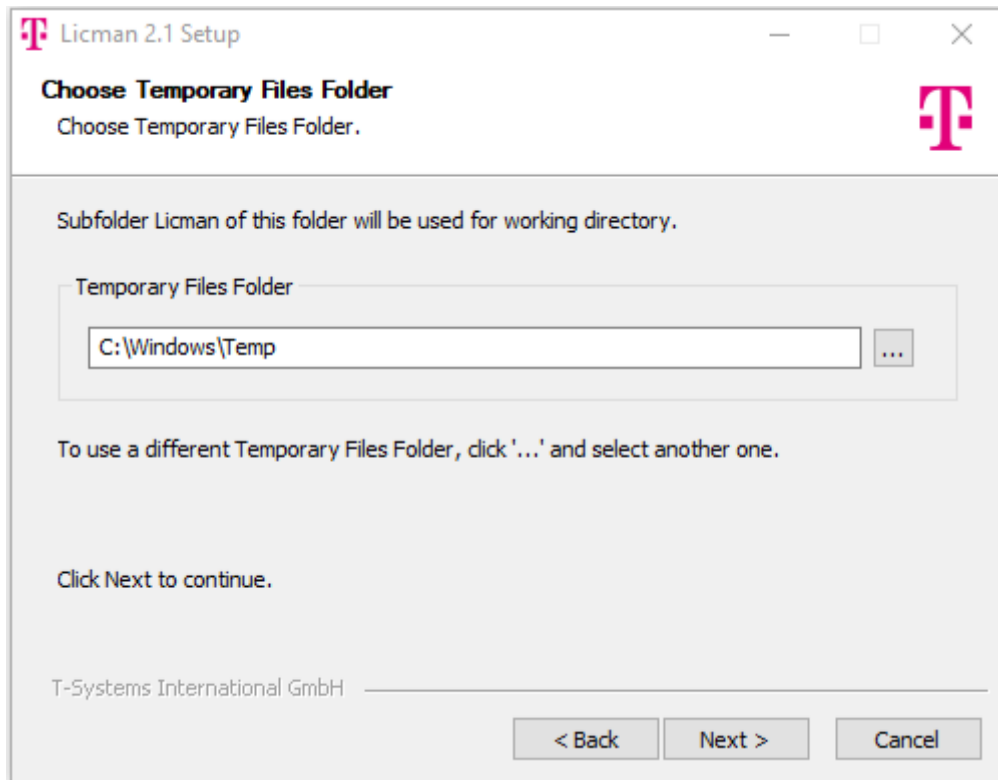 Licman 2.1 Setup
Choose Temporary Files Folder
Choose Temporary Files Folder.
Subfolder Licman of this folder will be used for working directory.
Temporary Files Folder
C:\Windows\Temp
...
To use a different Temporary Files Folder, click '...' and select another one.
Click Next to continue.
T-Systems International GmbH
< Back Next > Cancel